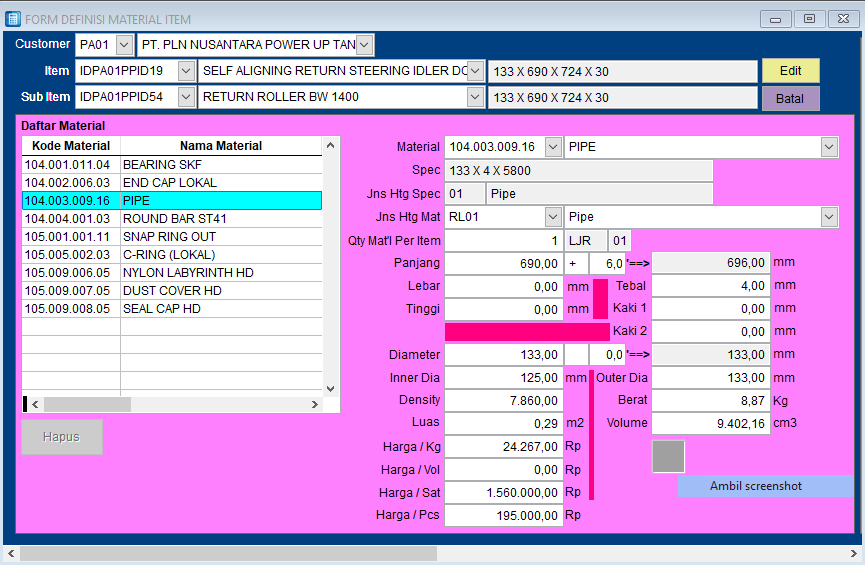 FORM DEFINISI MATERIAL ITEM
Customer PA01 PT. PLN NUSANTARA POWER UP TAN
Item IDPA01PPID19 SELF ALIGNING RETURN STEERING IDLER DO 133 X 690 X 724 X 30 Edit
Sub Item IDPA01PPID54 RETURN ROLLER BW 1400 133 X 690 X 724 X 30 Batal
Daftar Material
Kode Material Nama Material
104.001.011.04 BEARING SKF
104.002.006.03 END CAP LOKAL
104.003.009.16 PIPE
104.004.001.03 ROUND BAR ST41
105.001.001.11 SNAP RING OUT
105.005.002.03 C-RING (LOKAL)
105.009.006.05 NYLON LABYRINTH HD
105.009.007.05 DUST COVER HD
105.009.008.05 SEAL CAP HD
Hapus
Material 104.003.009.16 PIPE
Spec 133 X 4 X 5800
Jns Htg Spec 01 Pipe
Jns Htg Mat RL01 Pipe
Qty Mat'l Per Item 1 LJR 01
Panjang 690,00 + 6,0 '==> 696,00 mm
Lebar 0,00 mm Tebal 4,00 mm
Tinggi 0,00 mm Kaki 1 0,00 mm
Kaki 2 0,00 mm
Diameter 133,00 0,0 '==> 133,00 mm
Inner Dia 125,00 mm Outer Dia 133,00 mm
Density 7.860,00 Berat 8,87 Kg
Luas 0,29 m2 Volume 9.402,16 cm3
Harga / Kg 24.267,00 Rp
Harga / Vol 0,00 Rp
Harga / Sat 1.560.000,00 Rp
Harga / Pcs 195.000,00 Rp
Ambil screenshot